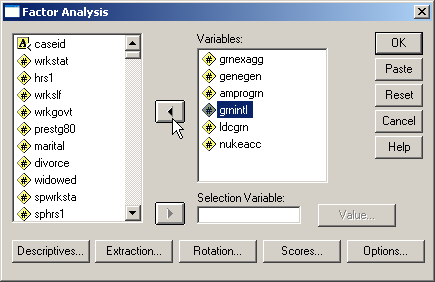 Factor Analysis
caseid
wrkstat
hrs1
wrkslf
wrkgovt
prestg80
marital
divorce
widowed
spwrksta
sphrs1
Variables:
grnexagg
genegen
amprogrn
grnintl
ldcgrn
nukeacc
Selection Variable:
Value...
OK
Paste
Reset
Cancel
Help
Descriptives...
Extraction...
Rotation...
Scores...
Options...